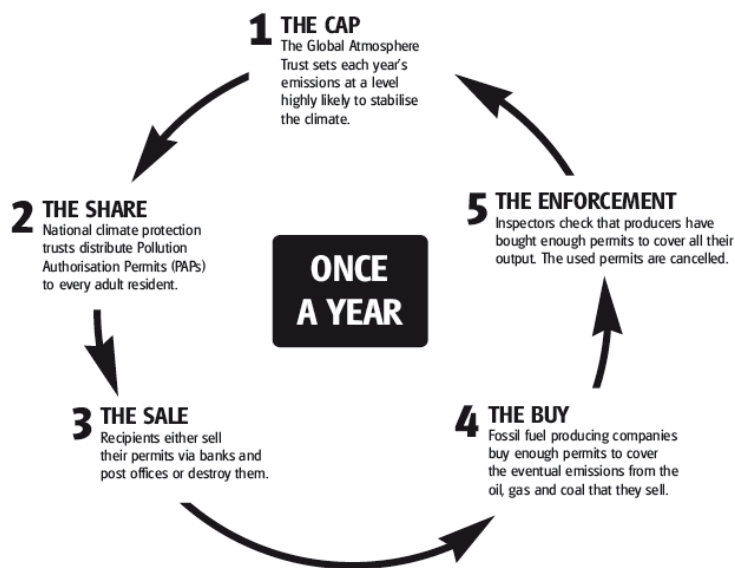 1 THE CAP
The Global Atmosphere
Trust sets each year's
emissions at a level
highly likely to stabilise
the climate.
2 THE SHARE
National climate protection
trusts distribute Pollution
Authorisation Permits (PAPs)
to every adult resident.
3 THE SALE
Recipients either sell
their permits via banks and
post offices or destroy them.
4 THE BUY
Fossil fuel producing companies
buy enough permits to cover
the eventual emissions from the
oil, gas and coal that they sell.
5 THE ENFORCEMENT
Inspectors check that producers have
bought enough permits to cover all their
output. The used permits are cancelled.
ONCE
A YEAR